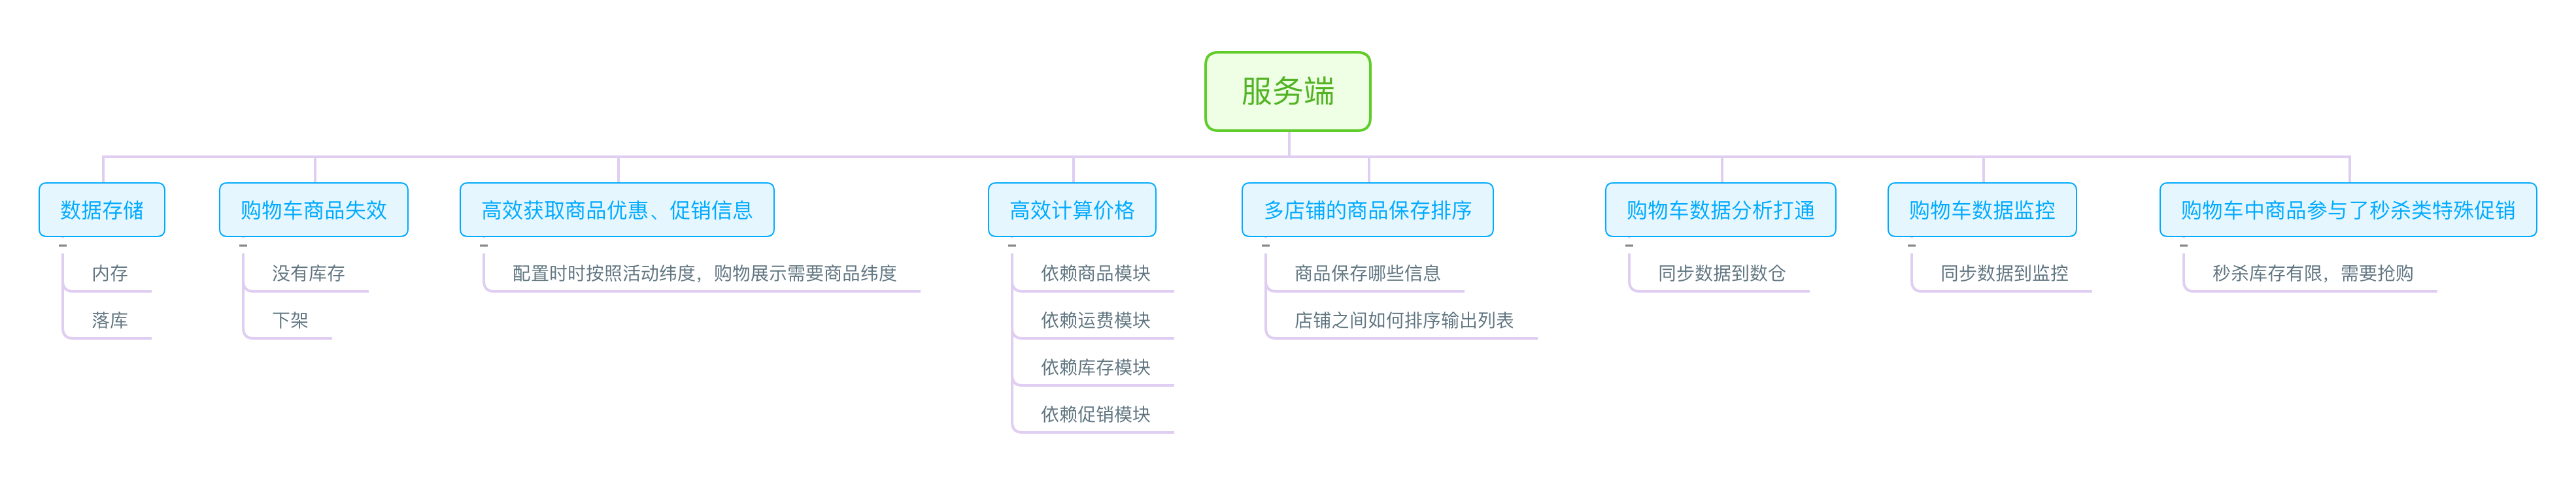 服务端
数据存储
内存
落库
购物车商品失效
没有库存
下架
高效获取商品优惠、促销信息
配置时时按照活动纬度，购物展示需要商品纬度
高效计算价格
依赖商品模块
依赖运费模块
依赖库存模块
依赖促销模块
多店铺的商品保存排序
商品保存哪些信息
店铺之间如何排序输出列表
购物车数据分析打通
同步数据到数仓
购物车数据监控
同步数据到监控
购物车中商品参与了秒杀类特殊促销
秒杀库存有限，需要抢购